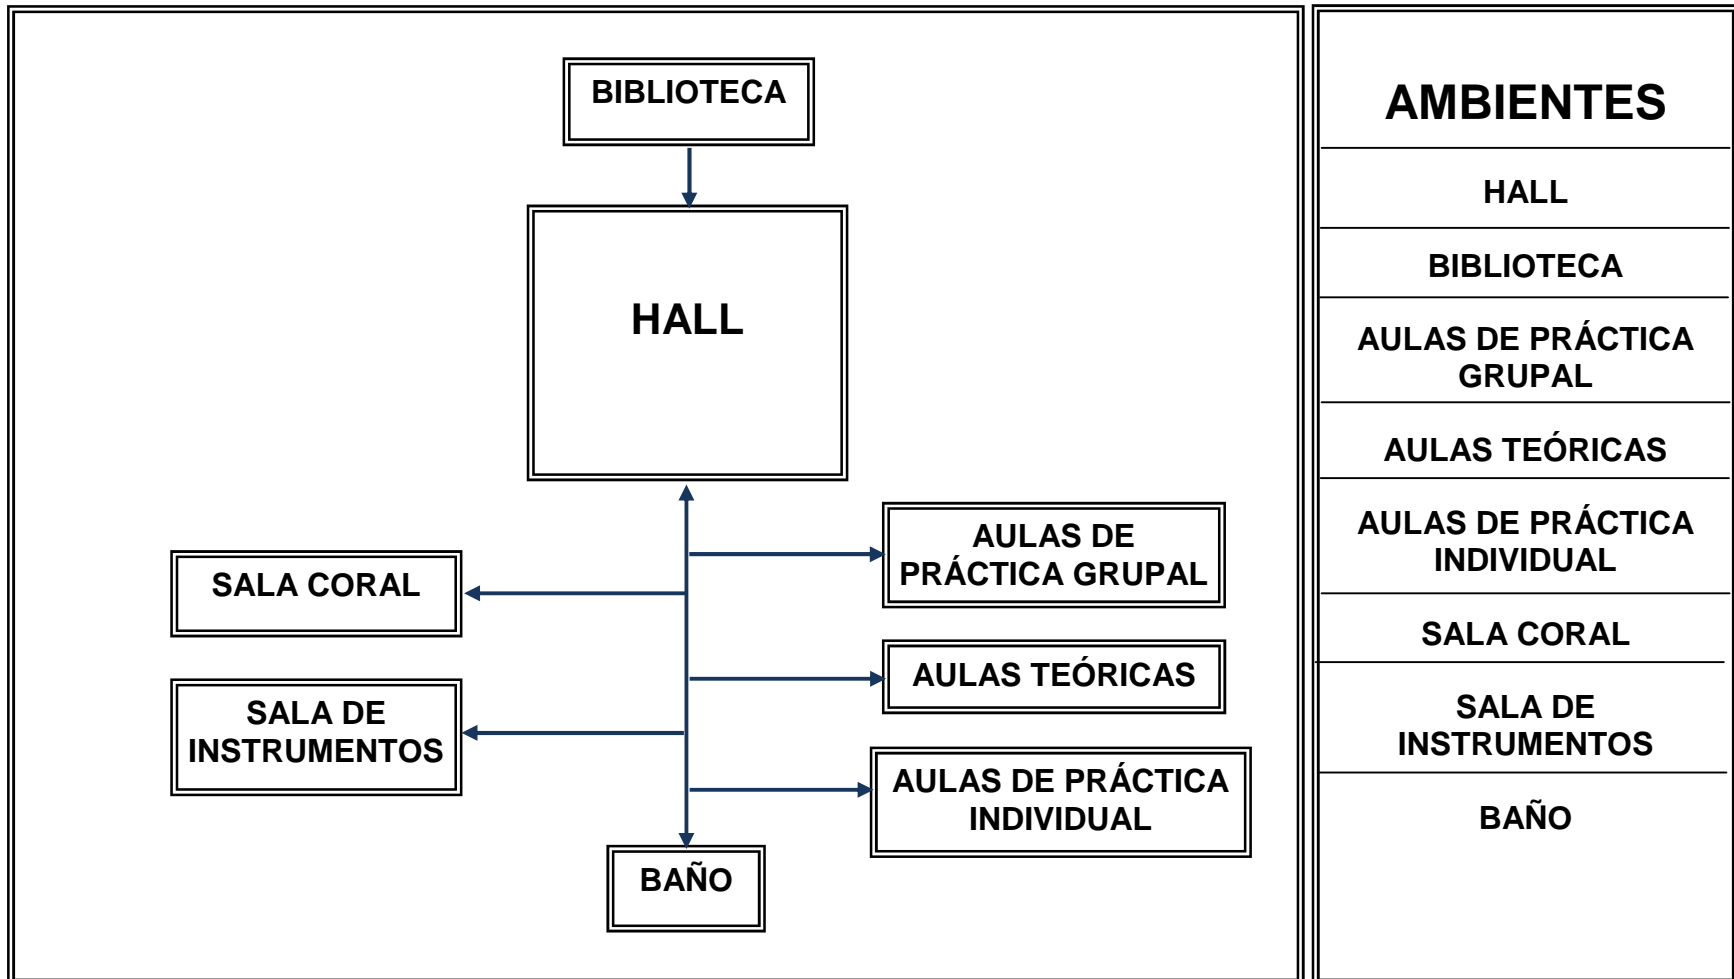 BIBLIOTECA
HALL
AULAS DE
PRÁCTICA GRUPAL
SALA CORAL
AULAS TEÓRICAS
SALA DE
INSTRUMENTOS
AULAS DE PRÁCTICA
INDIVIDUAL
BAÑO
AMBIENTES
HALL
BIBLIOTECA
AULAS DE PRÁCTICA
GRUPAL
AULAS TEÓRICAS
AULAS DE PRÁCTICA
INDIVIDUAL
SALA CORAL
SALA DE
INSTRUMENTOS
BAÑO